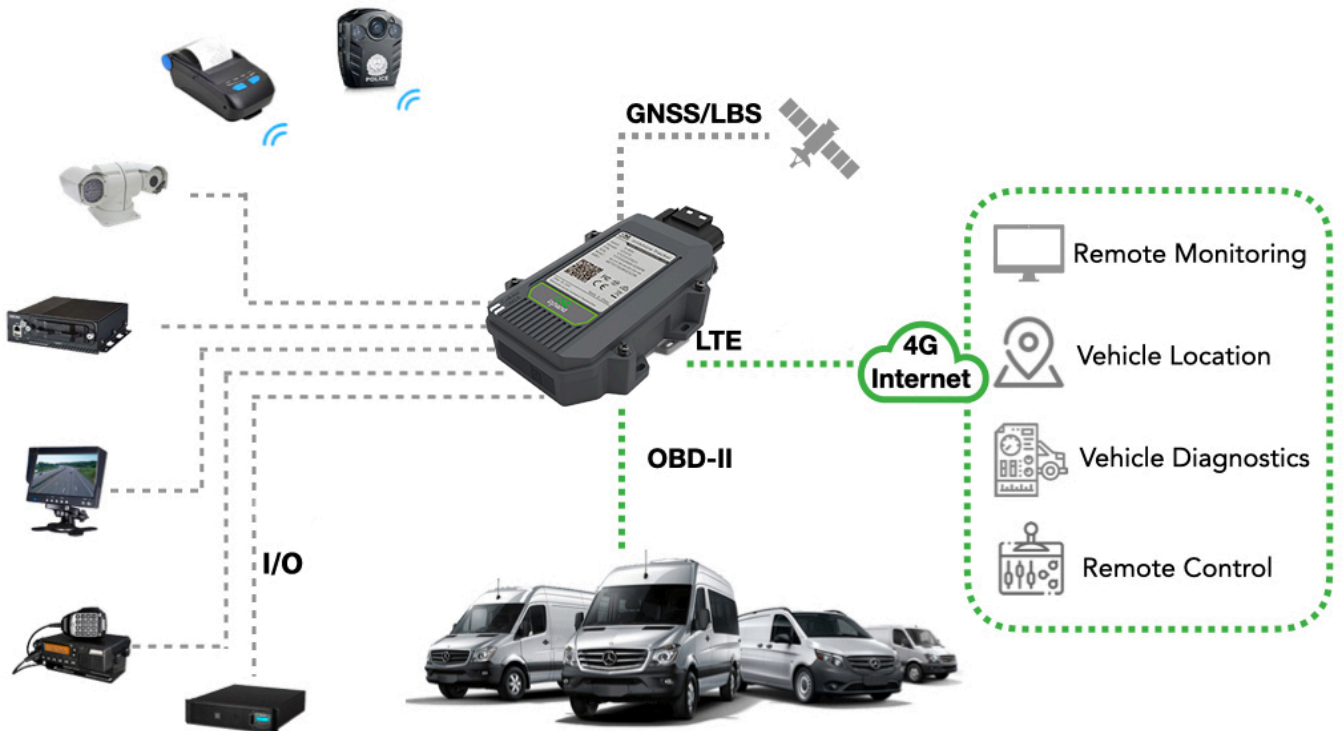 POLICE
GNSS/LBS
LTE
4G
Internet
Remote Monitoring
Vehicle Location
Vehicle Diagnostics
Remote Control
OBD-II
I/O